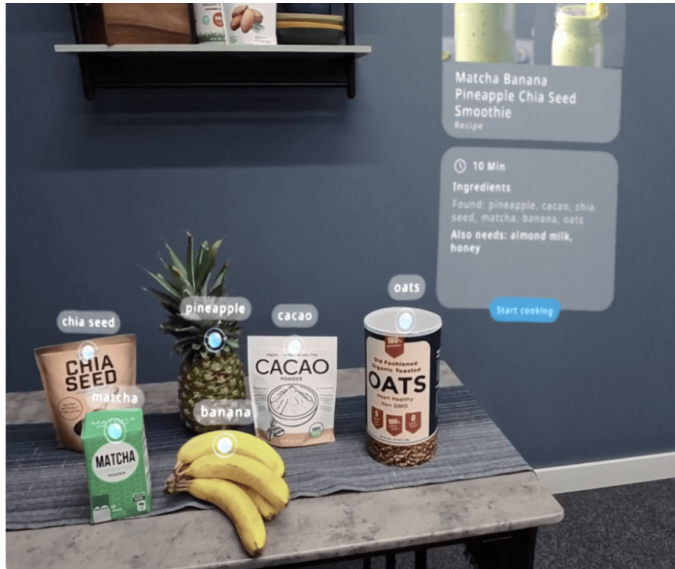 Matcha Banana
Pineapple Chia Seed
Smoothie
Recipe
10 Min
Ingredients
Found: pineapple, cacao, chia
seed, matcha, banana, oats
Also needs: almond milk,
honey
Start cooking
oats
pineapple
cacao
chia seed
matcha
banana
CHIA
SEED
MATCHA
POWDER
CACAO
POWDER
100%
Old Fashioned
Organic Toasted
OATS
Heart Healthy
Non GMO